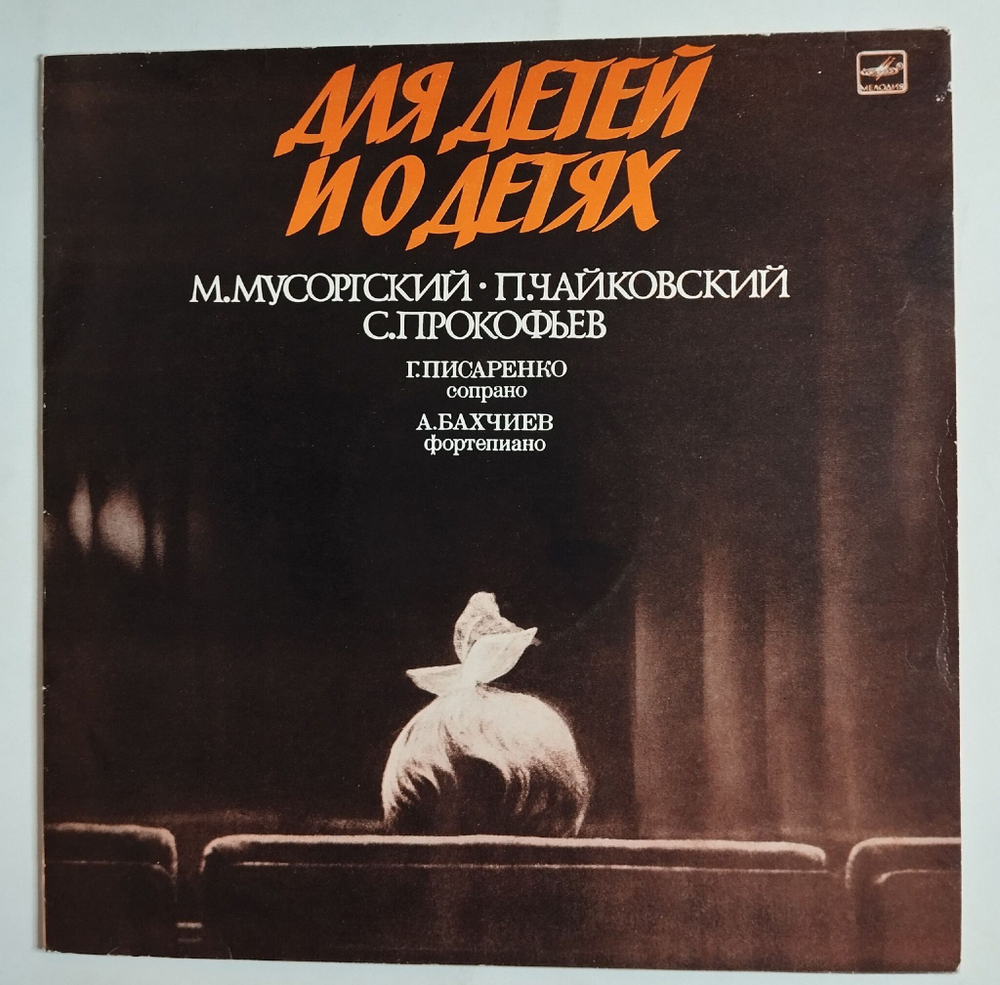 ДЛЯ ДЕТЕЙ
И О ДЕТЯХ
МЕЛОДИЯ
М.МУСОРГСКИЙ · П.ЧАЙКОВСКИЙ
С.ПРОКОФЬЕВ
Г.ПИСАРЕНКО
сопрано
А.БАХЧИЕВ
фортепиано